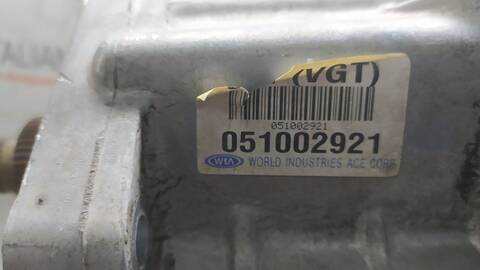 (VGT)
051002921
051002921
WIA WORLD INDUSTRIES ACE CORP